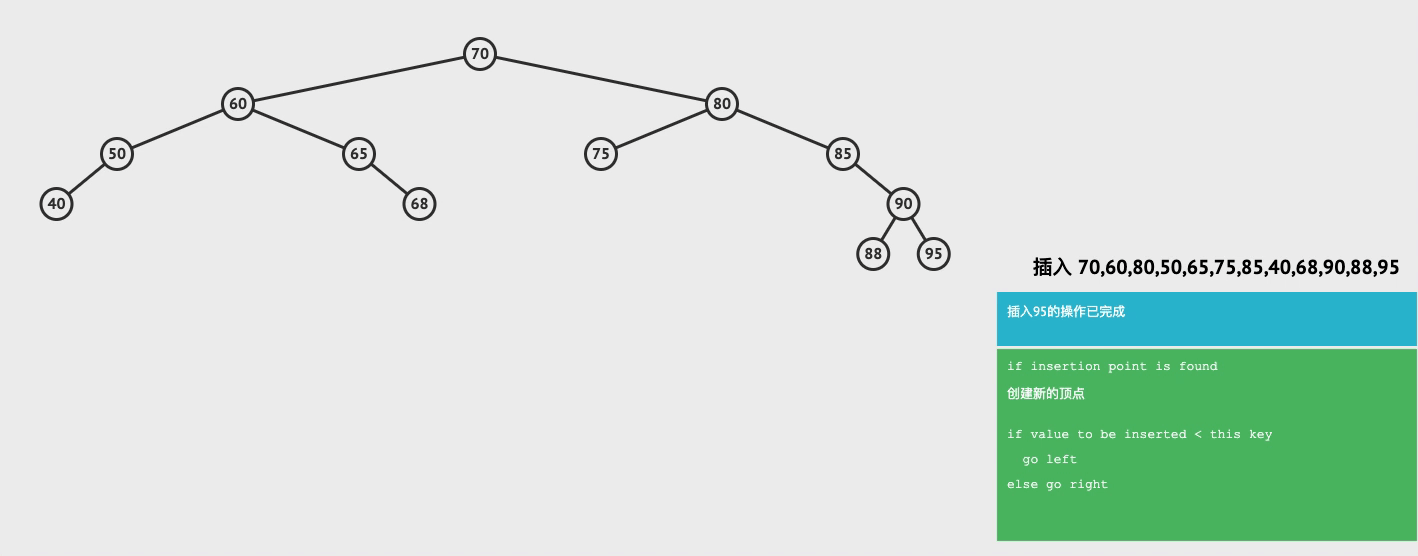 70
60
80
50
65
75
85
40
68
90
88
95
插入 70,60,80,50,65,75,85,40,68,90,88,95
插入95的操作已完成
if insertion point is found
创建新的顶点
if value to be inserted < this key
  go left
else go right